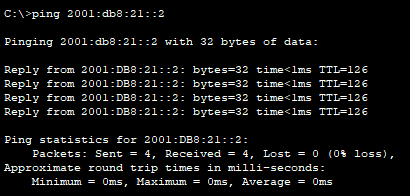 C:\>ping 2001:db8:21::2
Pinging 2001:db8:21::2 with 32 bytes of data:
Reply from 2001:DB8:21::2: bytes=32 time<1ms TTL=126
Reply from 2001:DB8:21::2: bytes=32 time<1ms TTL=126
Reply from 2001:DB8:21::2: bytes=32 time<1ms TTL=126
Reply from 2001:DB8:21::2: bytes=32 time<1ms TTL=126
Ping statistics for 2001:DB8:21::2:
Packets: Sent = 4, Received = 4, Lost = 0 (0% loss),
Approximate round trip times in milli-seconds:
Minimum = 0ms, Maximum = 0ms, Average = 0ms